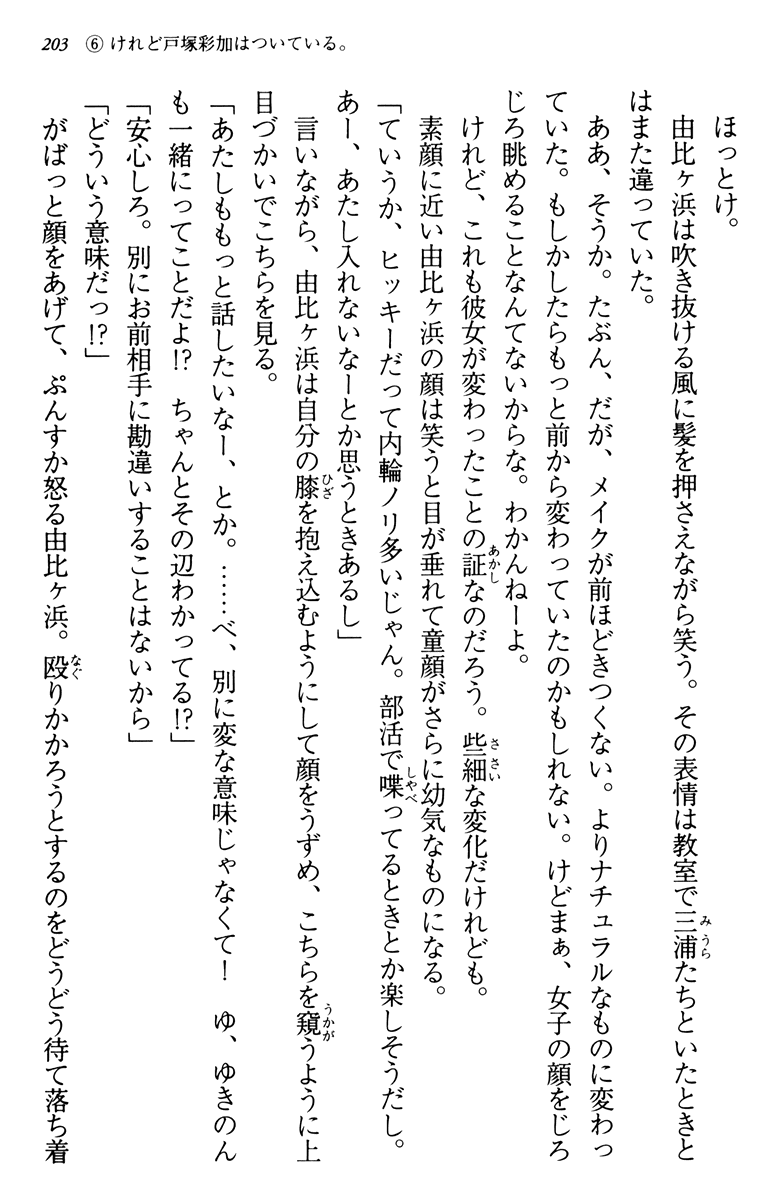 203 ⑥けれど戸塚彩加はついている。
ほっとけ。
由比ヶ浜は吹き抜ける風に髪を押さえながら笑う。その表情は教室で三浦たちといたときと
はまた違っていた。
ああ、そうか。たぶん、だが、メイクが前ほどきつくない。よりナチュラルなものに変わっ
ていた。もしかしたらもっと前から変わっていたのかもしれない。けどまぁ、女子の顔をじろ
じろ眺めることなんてないからな。わかんねーよ。
けれど、これも彼女が変わったことの証なのだろう。些細な変化だけれども。
素顔に近い由比ヶ浜の顔は笑うと目が垂れて童顔がさらに幼気なものになる。
「ていうか、ヒッキーだって内輪ノリ多いじゃん。部活で喋ってるときとか楽しそうだし。
あー、あたし入れないなーとか思うときあるし」
言いながら、由比ヶ浜は自分の膝を抱え込むようにして顔をうずめ、こちらを窺うように上
目づかいでこちらを見る。
「あたしももっと話したいなー、とか。……べ、別に変な意味じゃなくて！　ゆ、ゆきのん
も一緒にってことだよ!?　ちゃんとその辺わかってる!?」
「安心しろ。別にお前相手に勘違いすることはないから」
「どういう意味だっ!?」
がばっと顔をあげて、ぷんすか怒る由比ヶ浜。殴りかかろうとするのをどうどう待て落ち着